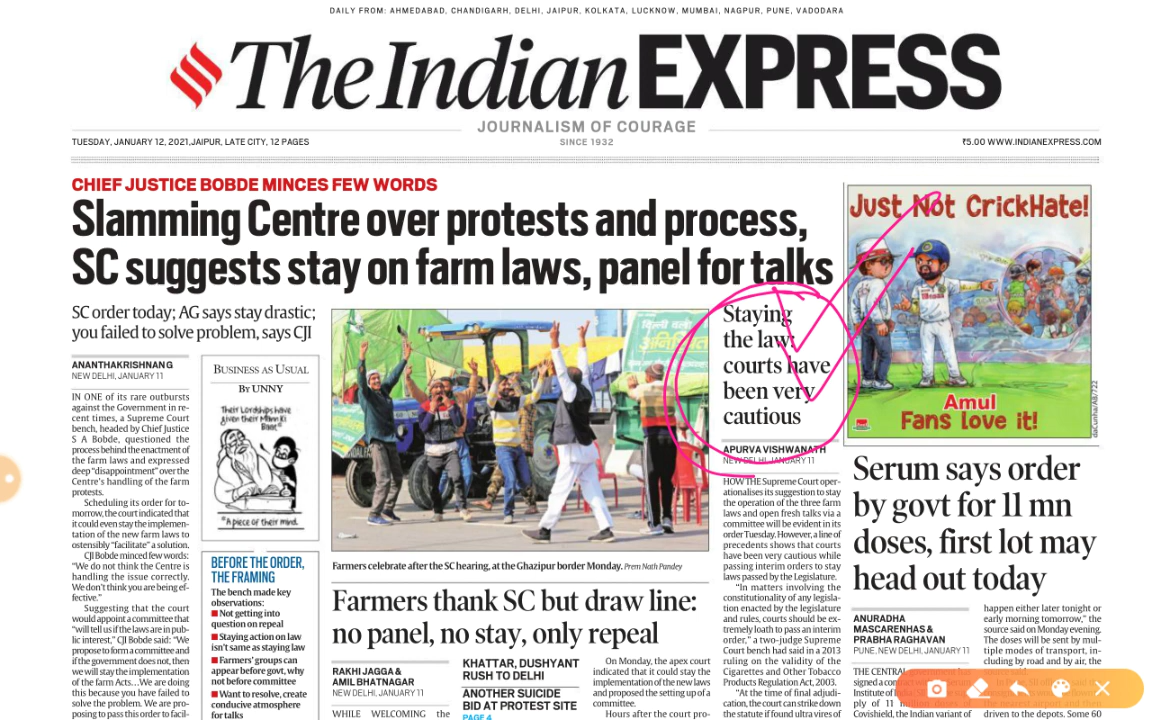 DAILY FROM: AHMEDABAD, CHANDIGARH, DELHI, JAIPUR, KOLKATA, LUCKNOW, MUMBAI, NAGPUR, PUNE, VADODARA
The Indian EXPRESS
JOURNALISM OF COURAGE
SINCE 1932
TUESDAY, JANUARY 12, 2021, JAIPUR, LATE CITY, 12 PAGES
₹5.00 WWW.INDIANEXPRESS.COM
CHIEF JUSTICE BOBDE MINCES FEW WORDS
Slamming Centre over protests and process,
SC suggests stay on farm laws, panel for talks
SC order today; AG says stay drastic;
you failed to solve problem, says CJI
ANANTHAKRISHNAN G
NEW DELHI, JANUARY 11
IN ONE of its rare outbursts
against the Government in re-
cent times, a Supreme Court
bench, headed by Chief Justice
S A Bobde, questioned the
process behind the enactment of
the farm laws and expressed
deep "disappointment" over the
Centre's handling of the farm
protests.
Scheduling its order for to-
morrow, the court indicated that
it could even stay the implemen-
tation of the new farm laws to
ostensibly "facilitate" a solution.
CJI Bobde minced few words:
"We do not think the Centre is
handling the issue correctly.
We don't think you are being ef-
fective."
Suggesting that the court
would appoint a committee that
"will tell us if the laws are in pub-
lic interest," CJI Bobde said: "We
propose to form a committee and
if the government does not, then
we will stay the implementation
of the farm Acts...We are doing
this because you have failed to
solve the problem. We are pro-
posing to pass this order to facil-
BUSINESS AS USUAL
BY UNNY
Their Lordships have
given their Mann Ki
Baat*
*A piece of their mind.
BEFORE THE ORDER,
THE FRAMING
The bench made key
observations:
Not getting into
question on repeal
Staying action on law
isn't same as staying law
Farmers' groups can
appear before govt, why
not before committee
Want to resolve, create
conducive atmosphere
for talks
दिल्ली चलो
Farmers celebrate after the SC hearing, at the Ghazipur border Monday. Prem Nath Pandey
Farmers thank SC but draw line:
no panel, no stay, only repeal
RAKHI JAGGA &
AMIL BHATNAGAR
NEW DELHI, JANUARY 11
WHILE WELCOMING the
KHATTAR, DUSHYANT
RUSH TO DELHI
ANOTHER SUICIDE
BID AT PROTEST SITE
PAGE 4
On Monday, the apex court
indicated that it could stay the
implementation of the new laws
and proposed the setting up of a
committee.
Hours after the court pro-
Staying
the law:
courts have
been very
cautious
APURVA VISHWANATH
NEW DELHI, JANUARY 11
HOW THE Supreme Court oper-
ationalises its suggestion to stay
the operation of the three farm
laws and open fresh talks via a
committee will be evident in its
order Tuesday. However, a line of
precedents shows that courts
have been very cautious while
passing interim orders to stay
laws passed by the Legislature.
"In matters involving the
constitutionality of any legisla-
tion enacted by the legislature
and rules, courts should be ex-
tremely loath to pass an interim
order," a two-judge Supreme
Court bench had said in a 2013
ruling on the validity of the
Cigarettes and Other Tobacco
Products Regulation Act, 2003.
"At the time of final adjudi-
cation, the court can strike down
the statute if found ultra vires of
Just Not CrickHate!
Amul
Fans love it!
daCunha/AB/722
Serum says order
by govt for 11 mn
doses, first lot may
head out today
ANURADHA
MASCARENHAS &
PRABHA RAGHAVAN
PUNE, NEW DELHI, JANUARY 11
THE CENTRAL government has
signed a
Institute of
ply of 11
Covishield, the Indian variant of
happen either later tonight or
early morning tomorrow," the
source said on Monday evening.
The doses will be sent by mul-
tiple modes of transport, in-
cluding by road and by air, the
driven to the depots. Some 60